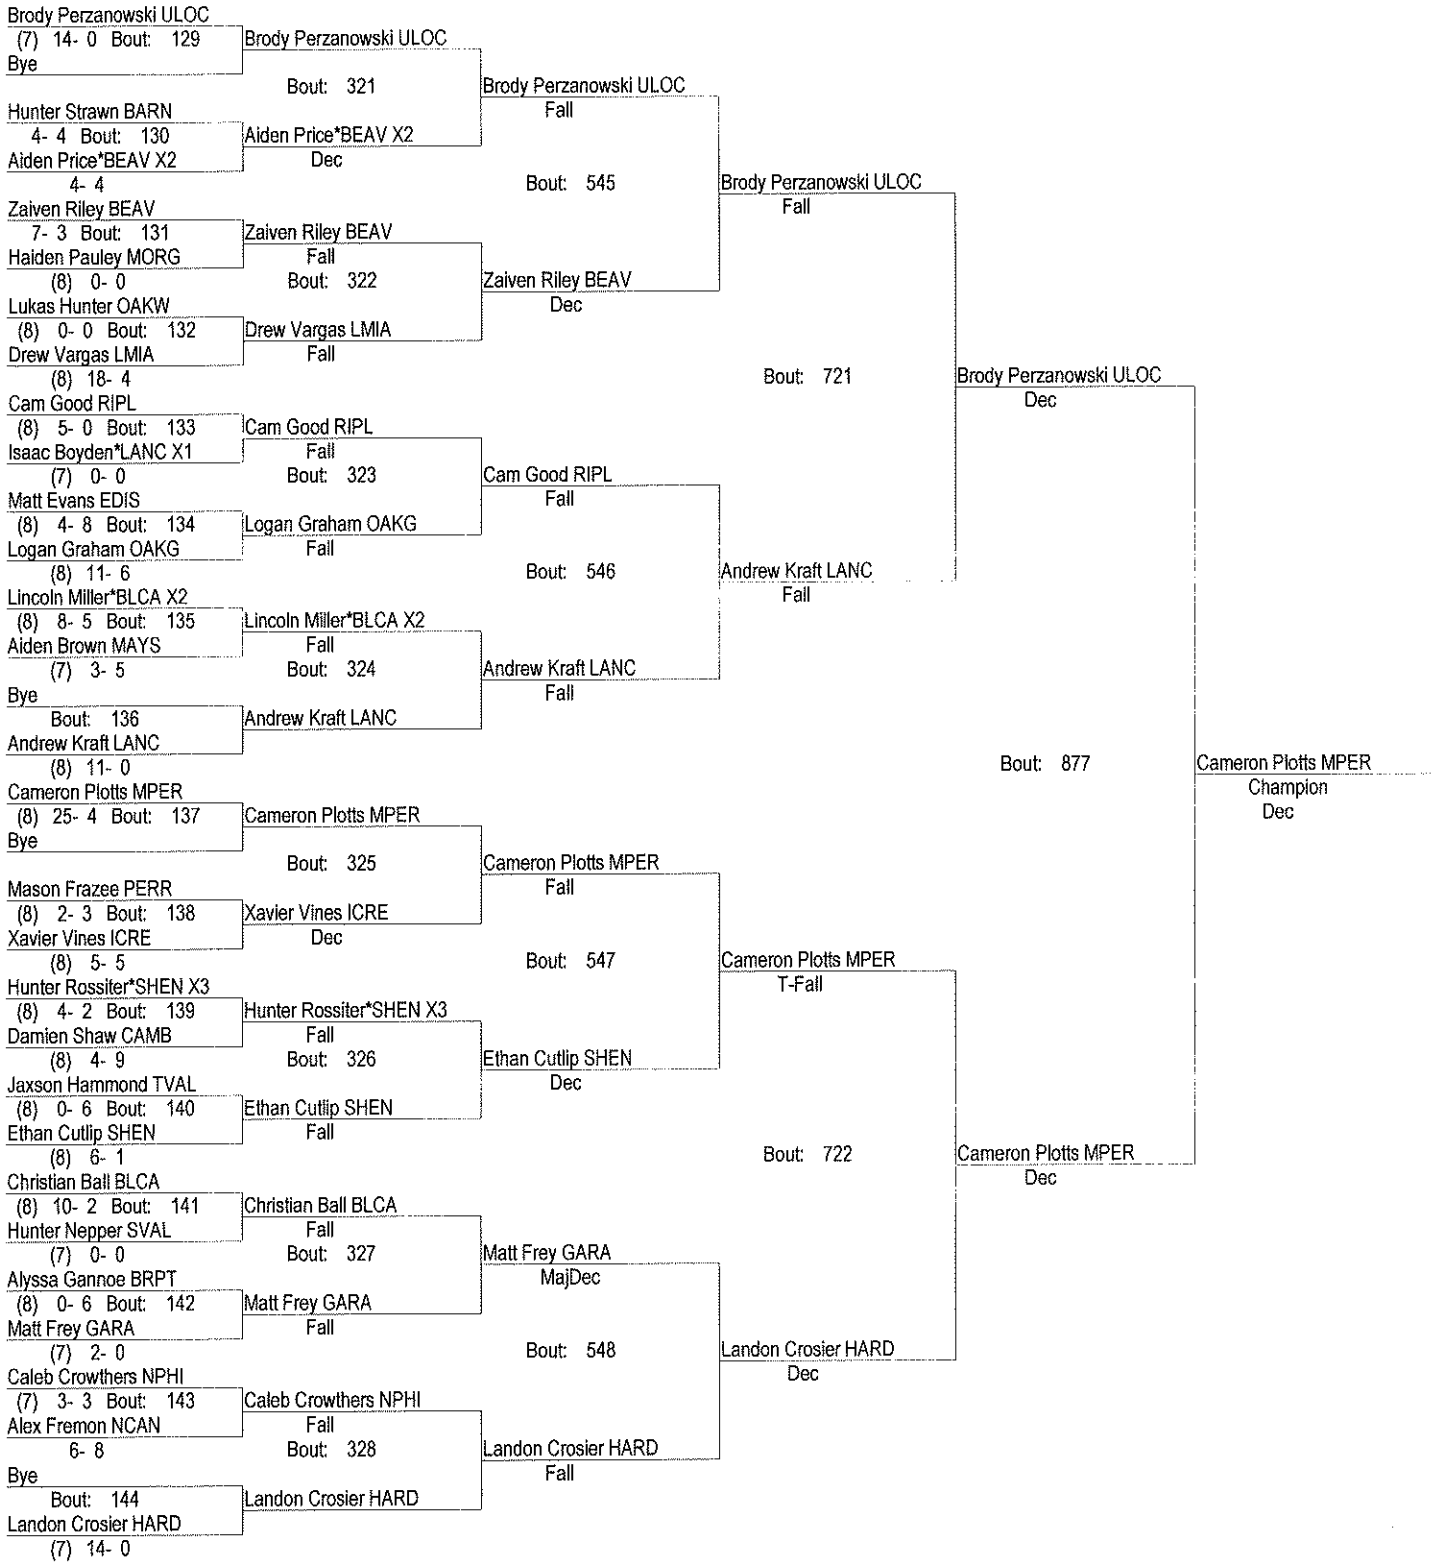 Brody Perzanowski ULOC
(7) 14- 0 Bout: 129
Bye
Hunter Strawn BARN
4- 4 Bout: 130
Aiden Price*BEAV X2
4- 4
Zaiven Riley BEAV
7- 3 Bout: 131
Haiden Pauley MORG
(8) 0- 0
Lukas Hunter OAKW
(8) 0- 0 Bout: 132
Drew Vargas LMIA
(8) 18- 4
Cam Good RIPL
(8) 5- 0 Bout: 133
Isaac Boyden*LANC X1
(7) 0- 0
Matt Evans EDIS
(8) 4- 8 Bout: 134
Logan Graham OAKG
(8) 11- 6
Lincoln Miller*BLCA X2
(8) 8- 5 Bout: 135
Aiden Brown MAYS
(7) 3- 5
Bye
Bout: 136
Andrew Kraft LANC
(8) 11- 0
Cameron Plotts MPER
(8) 25- 4 Bout: 137
Bye
Mason Frazee PERR
(8) 2- 3 Bout: 138
Xavier Vines ICRE
(8) 5- 5
Hunter Rossiter*SHEN X3
(8) 4- 2 Bout: 139
Damien Shaw CAMB
(8) 4- 9
Jaxson Hammond TVAL
(8) 0- 6 Bout: 140
Ethan Cutlip SHEN
(8) 6- 1
Christian Ball BLCA
(8) 10- 2 Bout: 141
Hunter Nepper SVAL
(7) 0- 0
Alyssa Gannoe BRPT
(8) 0- 6 Bout: 142
Matt Frey GARA
(7) 2- 0
Caleb Crowthers NPHI
(7) 3- 3 Bout: 143
Alex Fremon NCAN
6- 8
Bye
Bout: 144
Landon Crosier HARD
(7) 14- 0
Brody Perzanowski ULOC
Bout: 321
Aiden Price*BEAV X2
Dec
Zaiven Riley BEAV
Fall
Bout: 322
Drew Vargas LMIA
Fall
Cam Good RIPL
Fall
Bout: 323
Logan Graham OAKG
Fall
Lincoln Miller*BLCA X2
Fall
Bout: 324
Andrew Kraft LANC
Cameron Plotts MPER
Bout: 325
Xavier Vines ICRE
Dec
Hunter Rossiter*SHEN X3
Fall
Bout: 326
Ethan Cutlip SHEN
Fall
Christian Ball BLCA
Fall
Bout: 327
Matt Frey GARA
Fall
Caleb Crowthers NPHI
Fall
Bout: 328
Landon Crosier HARD
Brody Perzanowski ULOC
Fall
Bout: 545
Zaiven Riley BEAV
Dec
Cam Good RIPL
Fall
Bout: 546
Andrew Kraft LANC
Fall
Cameron Plotts MPER
Fall
Bout: 547
Ethan Cutlip SHEN
Dec
Matt Frey GARA
MajDec
Bout: 548
Landon Crosier HARD
Fall
Brody Perzanowski ULOC
Fall
Bout: 721
Andrew Kraft LANC
Fall
Cameron Plotts MPER
T-Fall
Bout: 722
Landon Crosier HARD
Dec
Brody Perzanowski ULOC
Dec
Bout: 877
Cameron Plotts MPER
Dec
Cameron Plotts MPER
Champion
Dec